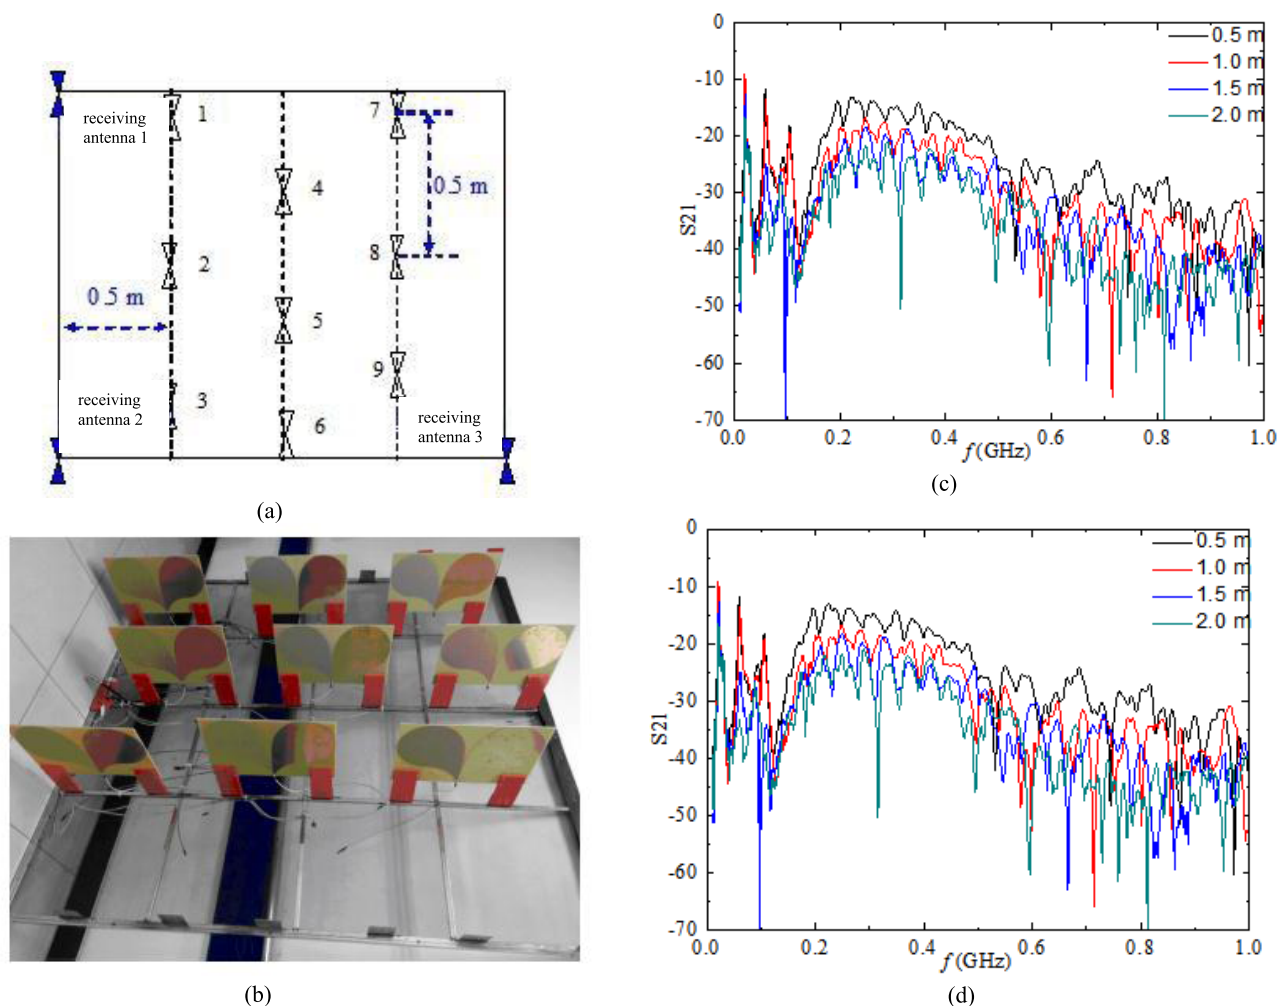 receiving
antenna 1
1
7
4
0.5 m
8
2
0.5 m
5
9
3
receiving
antenna 2
6
receiving
antenna 3
(a)
(b)
0
-10
-20
-30
-40
-50
-60
-70
S21
0.5 m
1.0 m
1.5 m
2.0 m
0.0 0.2 0.4 0.6 0.8 1.0
f(GHz)
(c)
0
-10
-20
-30
-40
-50
-60
-70
S21
0.5 m
1.0 m
1.5 m
2.0 m
0.0 0.2 0.4 0.6 0.8 1.0
f(GHz)
(d)